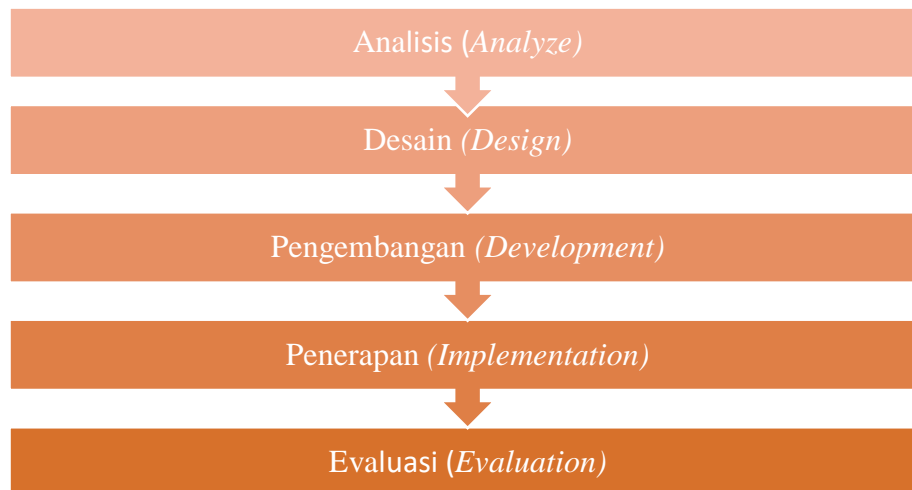 Analisis (Analyze)
Desain (Design)
Pengembangan (Development)
Penerapan (Implementation)
Evaluasi (Evaluation)